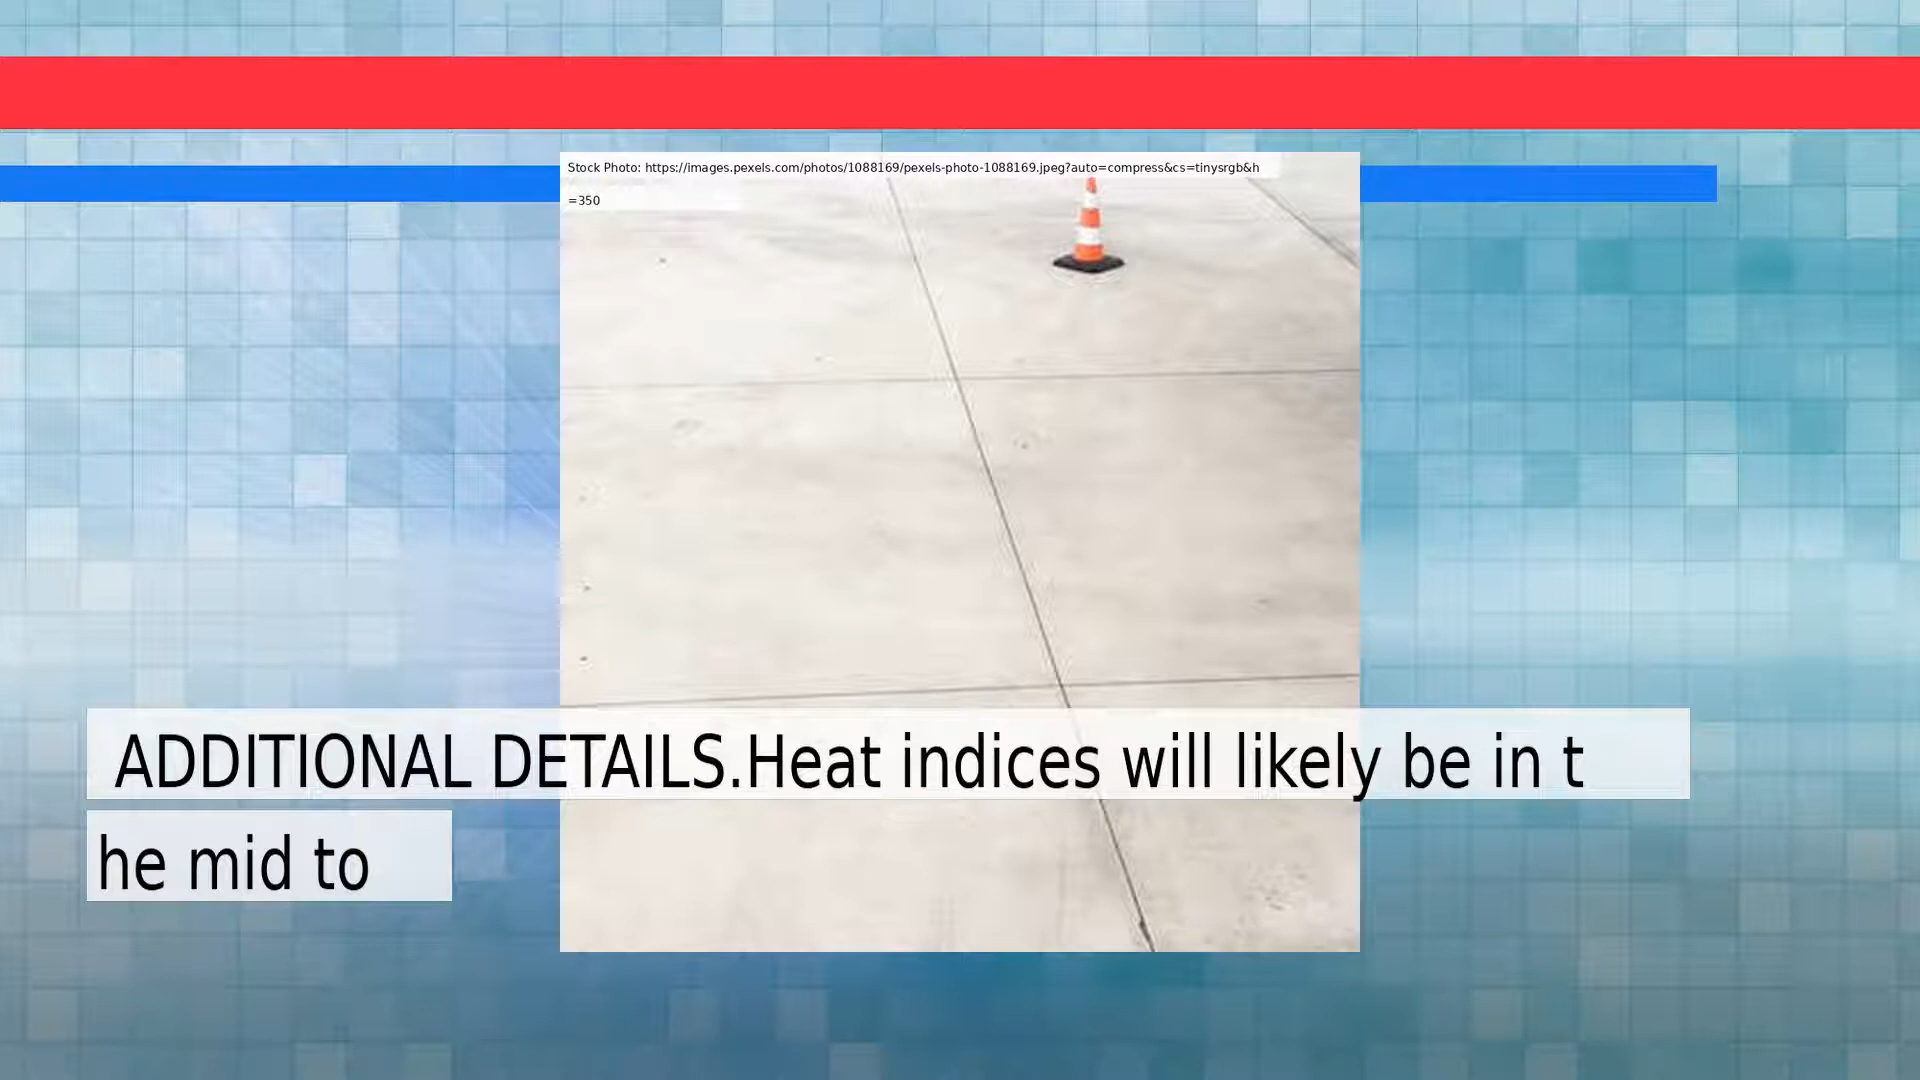 Stock Photo: https://images.pexels.com/photos/1088169/pexels-photo-1088169.jpeg?auto=compress&cs=tinysrgb&h
=350
ADDITIONAL DETAILS.Heat indices will likely be in t
he mid to